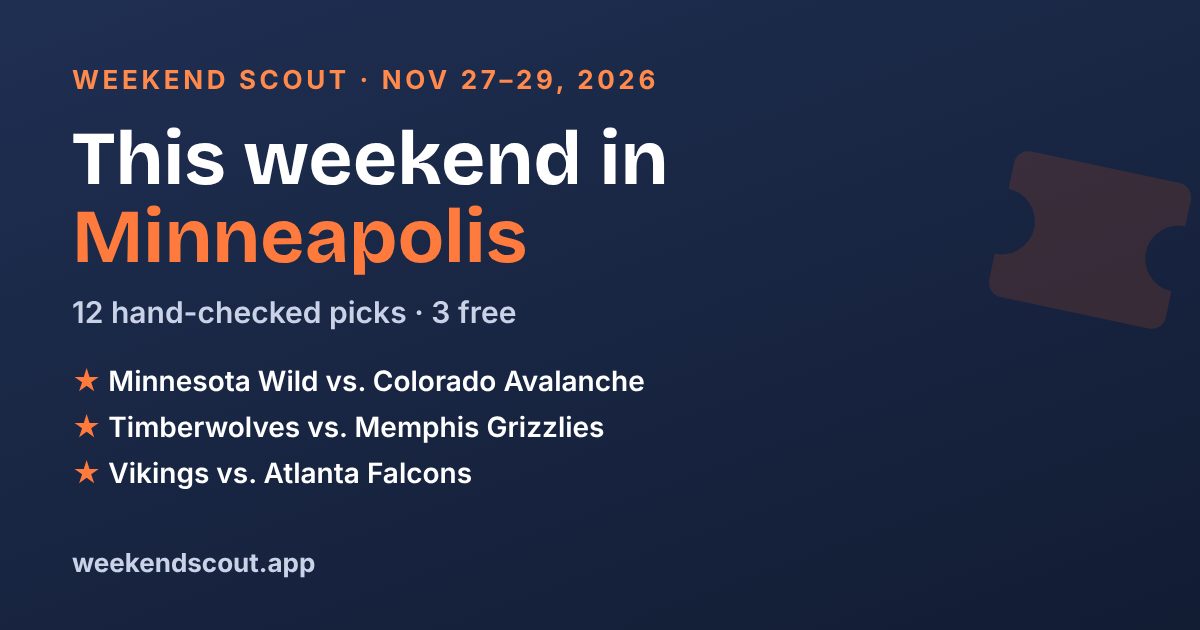 WEEKEND SCOUT · NOV 27–29, 2026
This weekend in
Minneapolis
12 hand-checked picks · 3 free
★ Minnesota Wild vs. Colorado Avalanche
★ Timberwolves vs. Memphis Grizzlies
★ Vikings vs. Atlanta Falcons
weekendscout.app